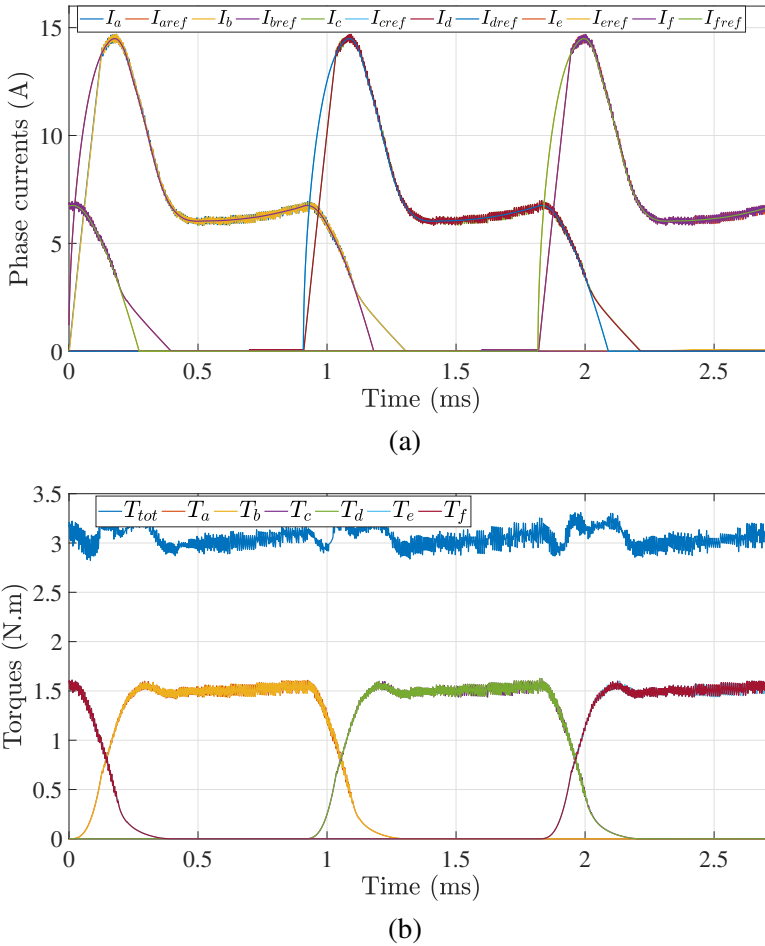 I_a I_aref I_b I_bref I_c I_cref I_d I_dref I_e I_eref I_f I_fref
15
10
5
0
Phase currents (A)
0 0.5 1 1.5 2 2.5
Time (ms)
(a)
T_tot T_a T_b T_c T_d T_e T_f
3.5
3
2.5
2
1.5
1
0.5
0
Torques (N.m)
0 0.5 1 1.5 2 2.5
Time (ms)
(b)